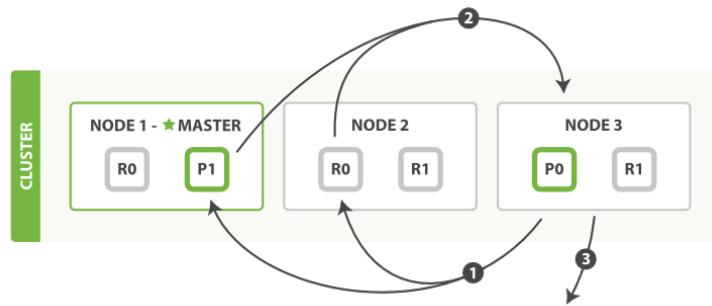 2
CLUSTER
NODE 1 - ★ MASTER
R0
P1
NODE 2
R0
R1
NODE 3
P0
R1
1
3